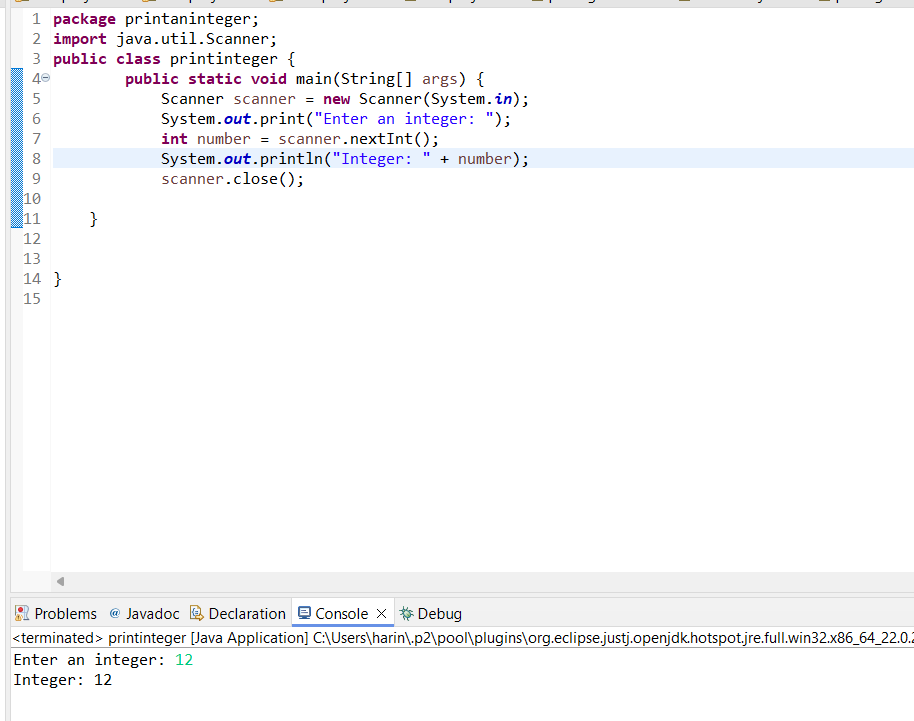 1 package printaninteger;
2 import java.util.Scanner;
3 public class printinteger {
4 public static void main(String[] args) {
5 Scanner scanner = new Scanner(System.in);
6 System.out.print("Enter an integer: ");
7 int number = scanner.nextInt();
8 System.out.println("Integer: " + number);
9 scanner.close();
10
11 }
12
13
14 }
15
Problems @ Javadoc Declaration Console Debug
<terminated> printinteger [Java Application] C:\Users\harin\.p2\pool\plugins\org.eclipse.justj.openjdk.hotspot.jre.full.win32.x86_64_22.0.2
Enter an integer: 12
Integer: 12